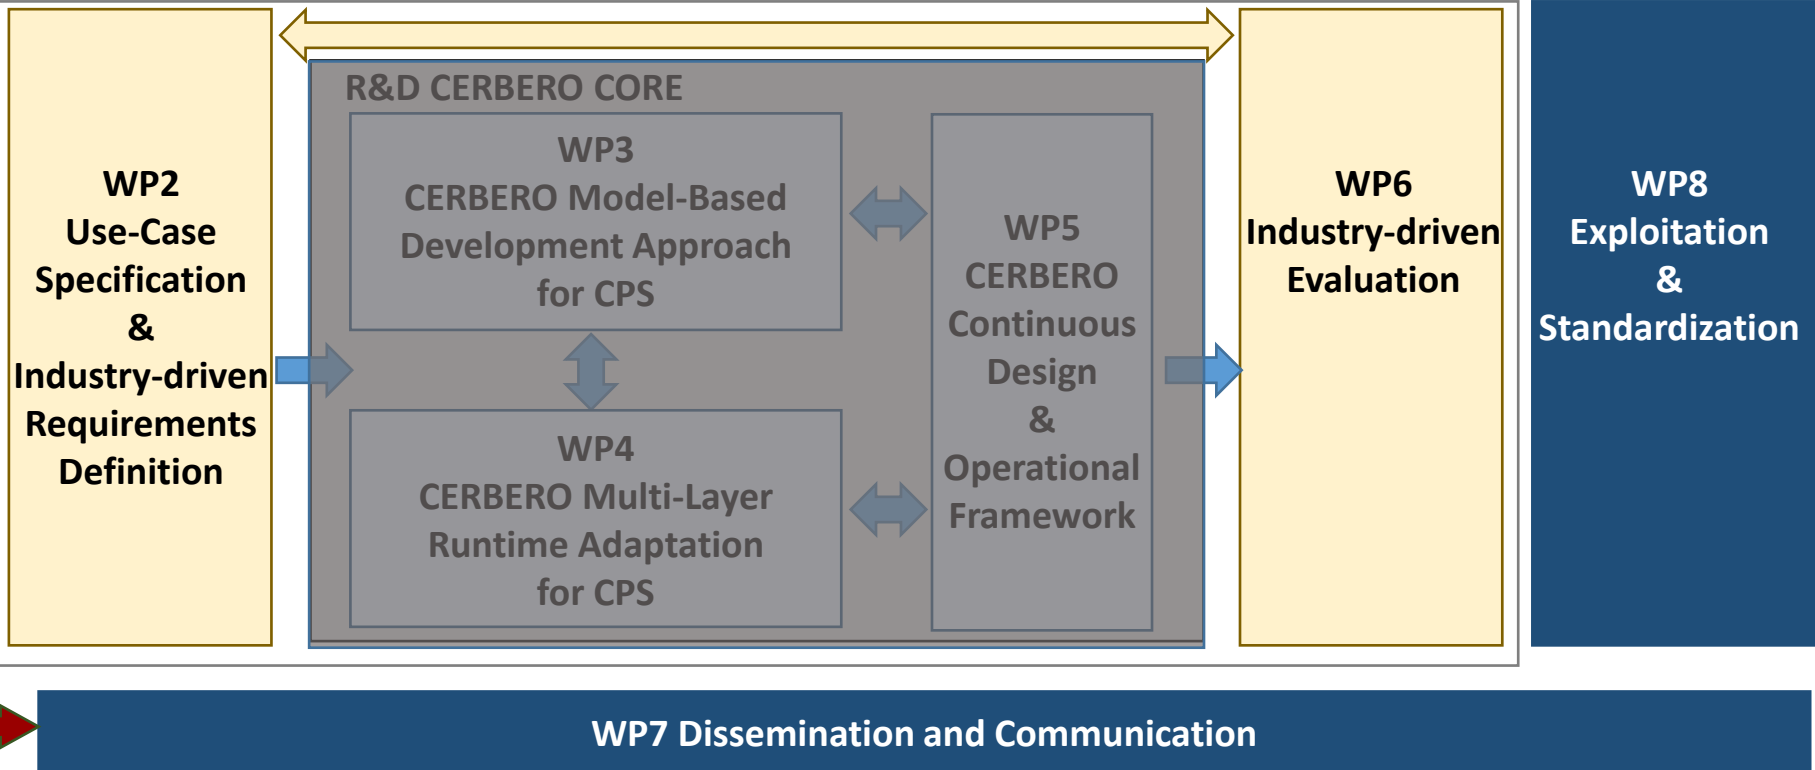 WP2
Use-Case
Specification
&
Industry-driven
Requirements
Definition
R&D CERBERO CORE
WP3
CERBERO Model-Based
Development Approach
for CPS
WP4
CERBERO Multi-Layer
Runtime Adaptation
for CPS
WP5
CERBERO
Continuous
Design
&
Operational
Framework
WP6
Industry-driven
Evaluation
WP8
Exploitation
&
Standardization
WP7 Dissemination and Communication